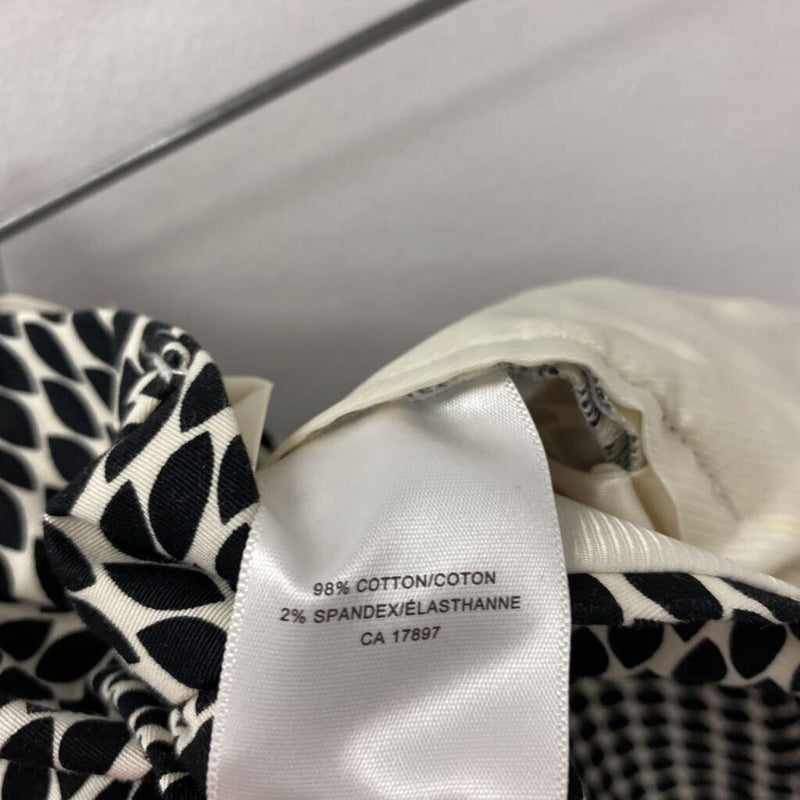 98% COTTON/COTON
2% SPANDEX/ÉLASTHANNE
CA 17897